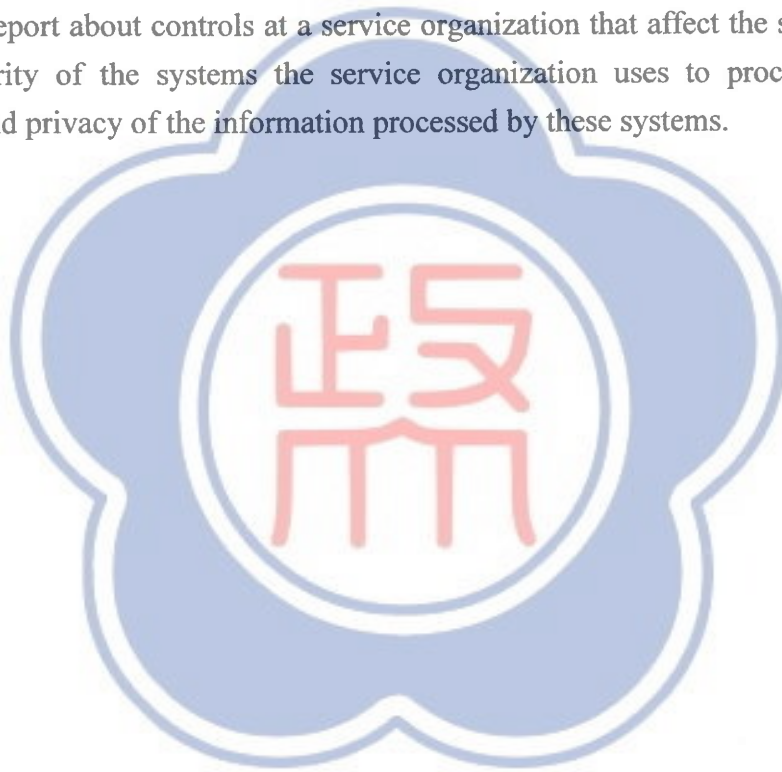 eport about controls at a service organization that affect the s
rity of the systems the service organization uses to proc
d privacy of the information processed by these systems.
政大